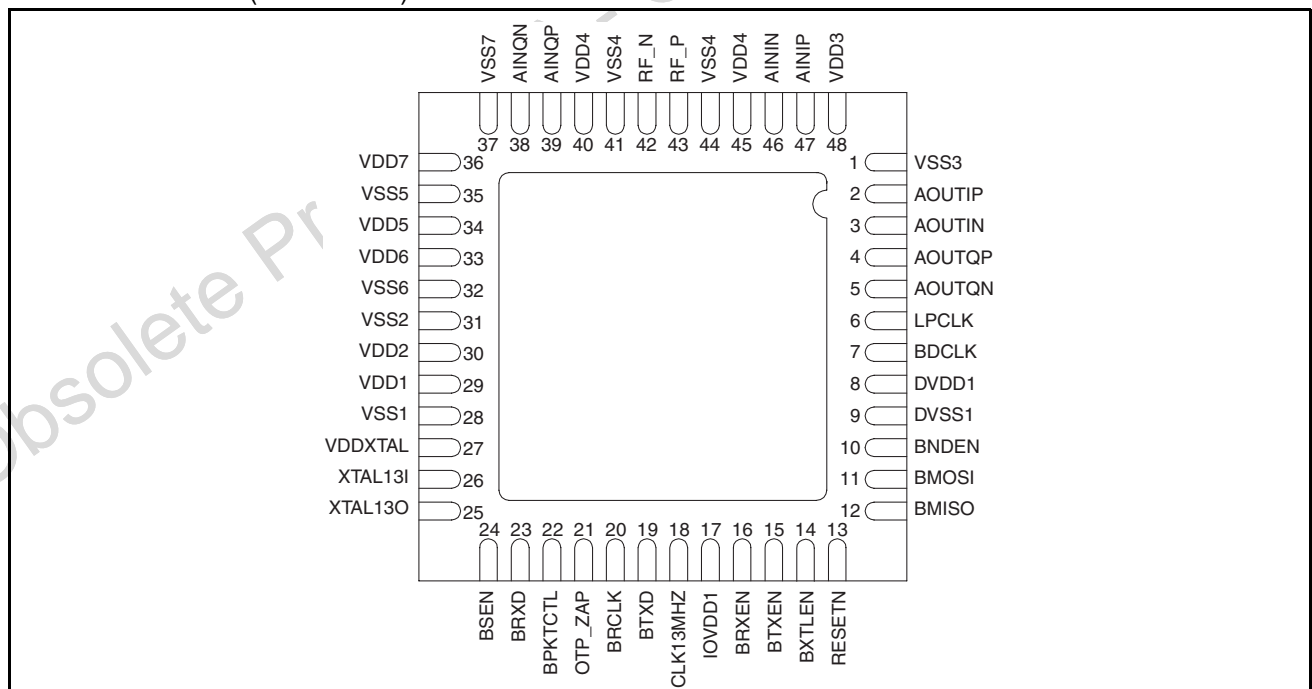 VSS7 AINQN AINQP VDD4 VSS4 RF_N RF_P VSS4 VDD4 AININ AINIP VDD3
37 38 39 40 41 42 43 44 45 46 47 48
VDD7 36 1 VSS3
VSS5 35 2 AOUTIP
VDD5 34 3 AOUTIN
VDD6 33 4 AOUTQP
VSS6 32 5 AOUTQN
VSS2 31 6 LPCLK
VDD2 30 7 BDCLK
VDD1 29 8 DVDD1
VSS1 28 9 DVSS1
VDDXTAL 27 10 BNDEN
XTAL13I 26 11 BMOSI
XTAL13O 25 12 BMISO
24 23 22 21 20 19 18 17 16 15 14 13
BSEN BRXD BPKTCTL OTP_ZAP BRCLK BTXD CLK13MHZ IOVDD1 BRXEN BTXEN BXTLEN RESETN